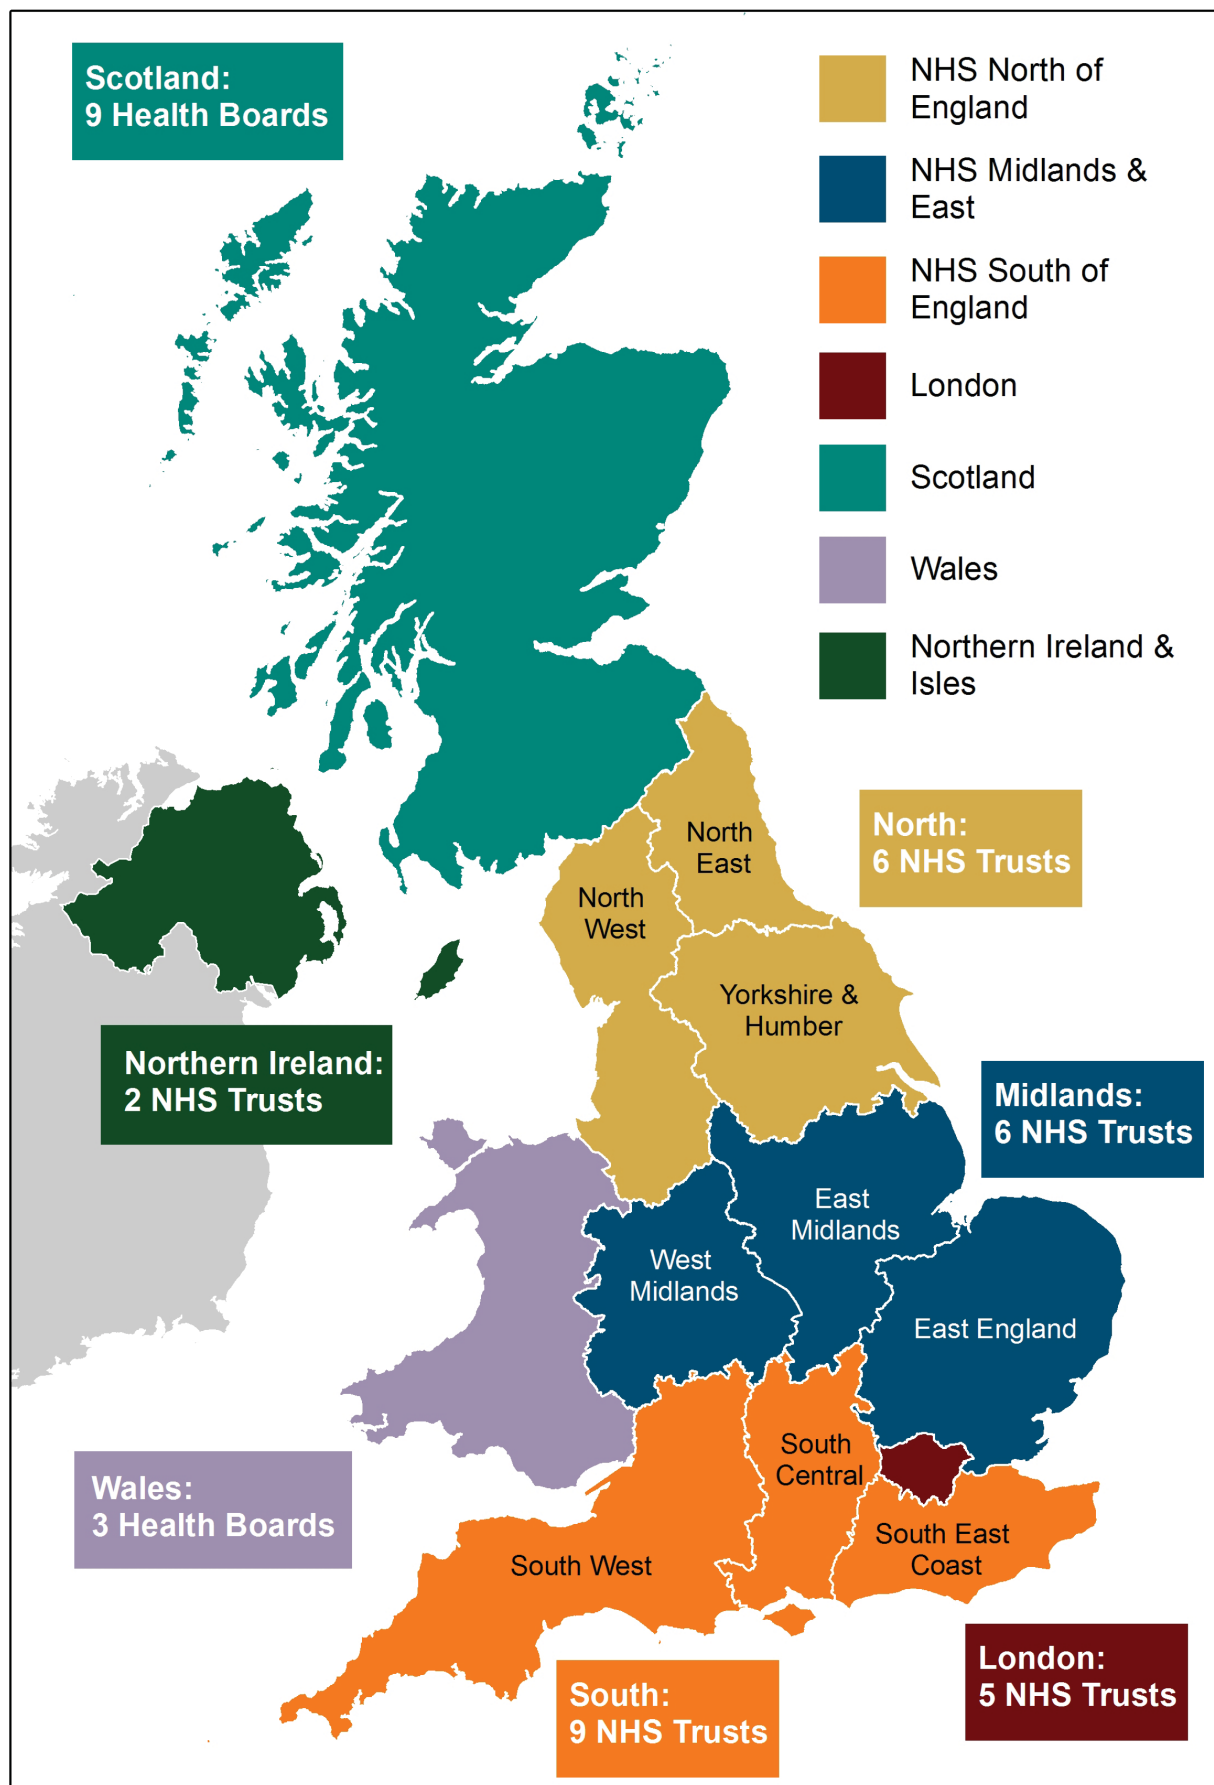 Scotland:
9 Health Boards
NHS North of
England
NHS Midlands &
East
NHS South of
England
London
Scotland
Wales
Northern Ireland &
Isles
North:
6 NHS Trusts
North
East
North
West
Yorkshire &
Humber
Northern Ireland:
2 NHS Trusts
Midlands:
6 NHS Trusts
East
Midlands
West
Midlands
East England
South
Central
Wales:
3 Health Boards
South East
Coast
South West
London:
5 NHS Trusts
South:
9 NHS Trusts